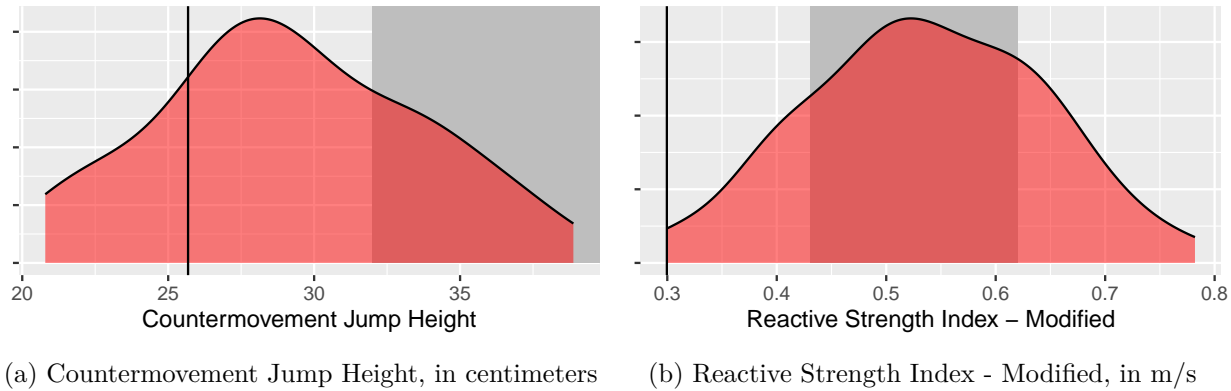 20 25 30 35
Countermovement Jump Height
(a) Countermovement Jump Height, in centimeters
0.3 0.4 0.5 0.6 0.7 0.8
Reactive Strength Index – Modified
(b) Reactive Strength Index - Modified, in m/s